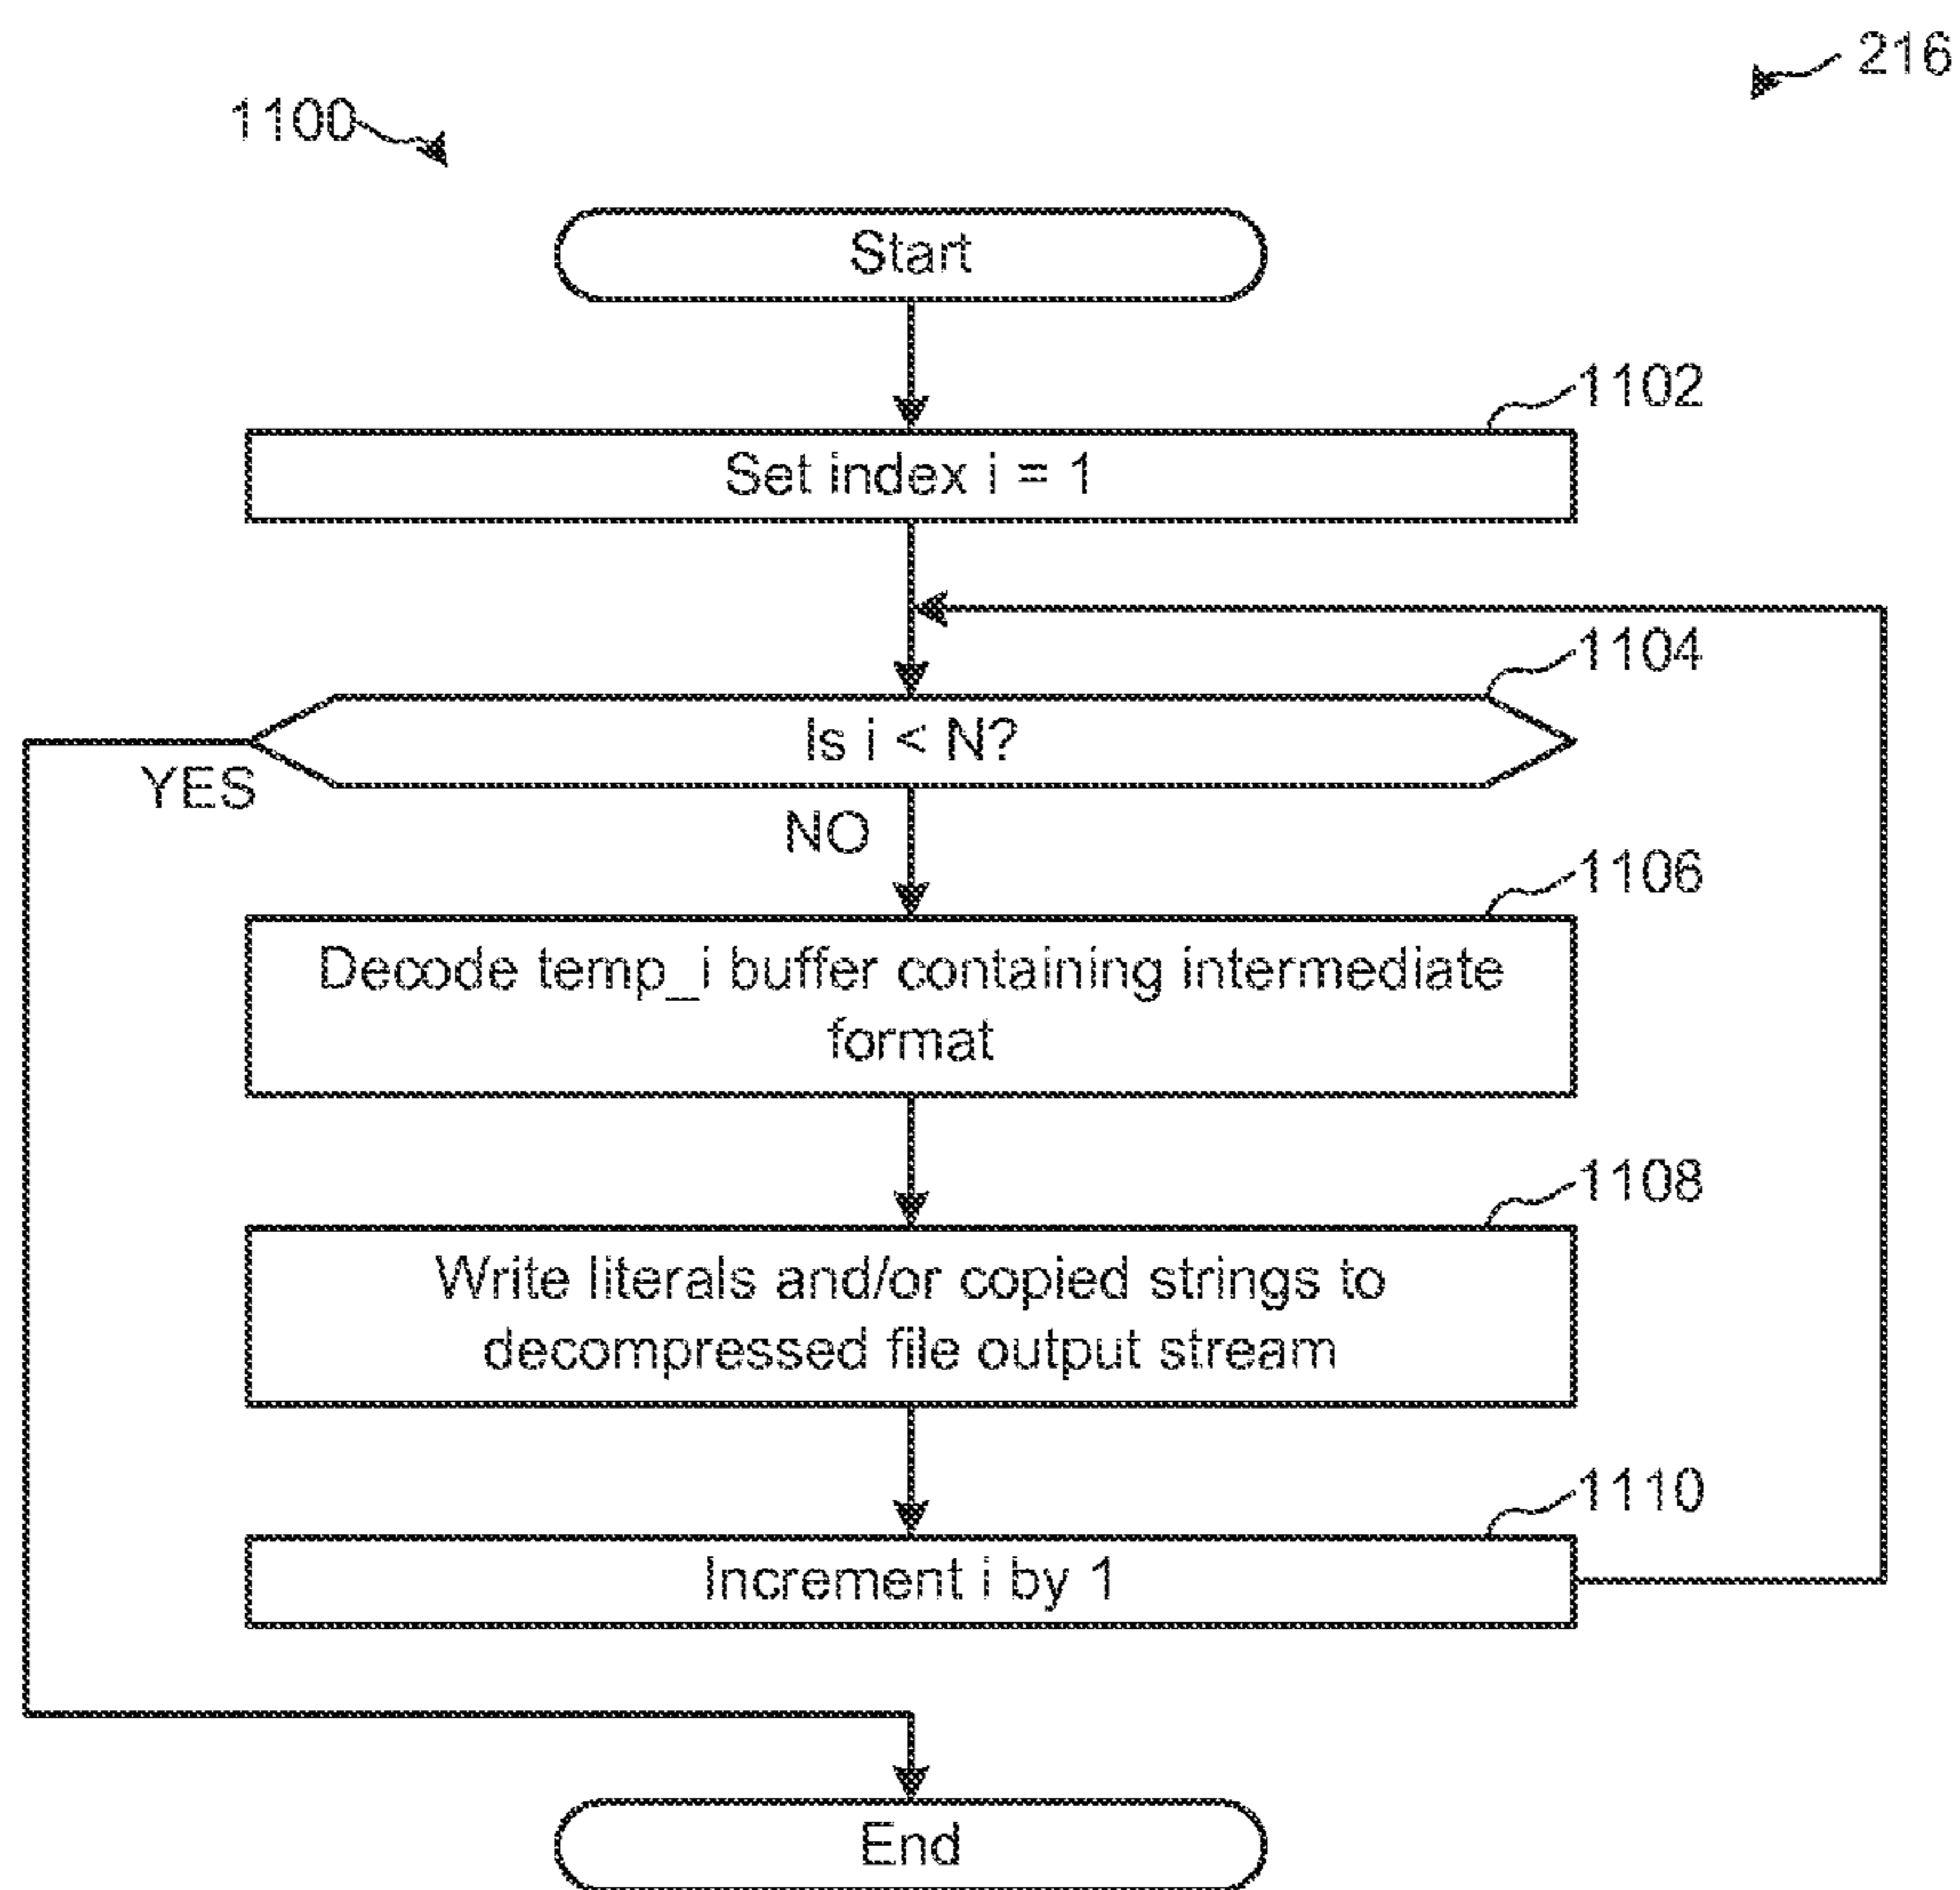 216
1100
Start
1102
Set index i = 1
1104
Is i < N?
YES
NO
1106
Decode temp_i buffer containing intermediate
format
1108
Write literals and/or copied strings to
decompressed file output stream
1110
Increment i by 1
End